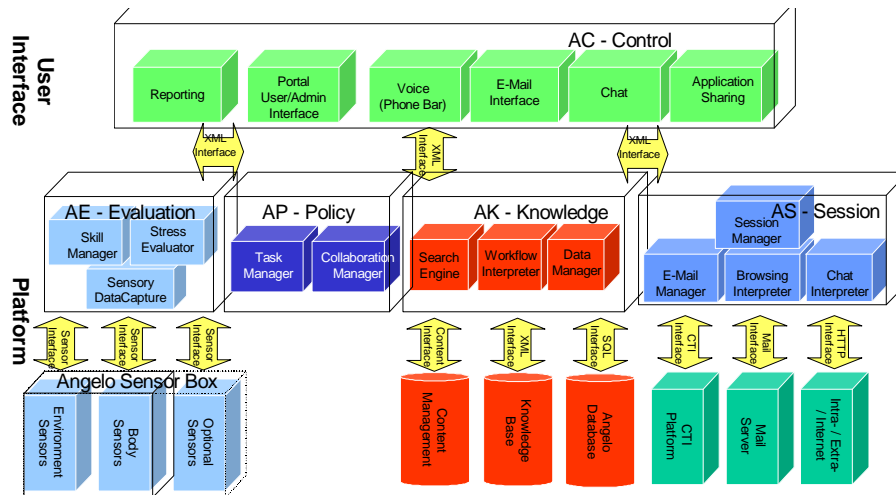 User
Interface
AC - Control
Reporting
Portal
User/Admin
Interface
Voice
(Phone Bar)
E-Mail
Interface
Chat
Application
Sharing
XML
Interface
XML
Interface
XML
Interface
Platform
AE - Evaluation
Skill
Manager
Stress
Evaluator
Sensory
DataCapture
AP - Policy
Task
Manager
Collaboration
Manager
AK - Knowledge
Search
Engine
Workflow
Interpreter
Data
Manager
AS - Session
Session
Manager
E-Mail
Manager
Browsing
Interpreter
Chat
Interpreter
Sensor
Interface
Sensor
Interface
Sensor
Interface
Content
Interface
XML
Interface
SQL
Interface
CTI
Interface
Mail
Interface
HTTP
Interface
Angelo Sensor Box
Environment
Sensors
Body
Sensors
Optional
Sensors
Content
Management
Knowledge
Base
Angelo
Database
CTI
Platform
Mail
Server
Intra- / Extra-
/ Internet